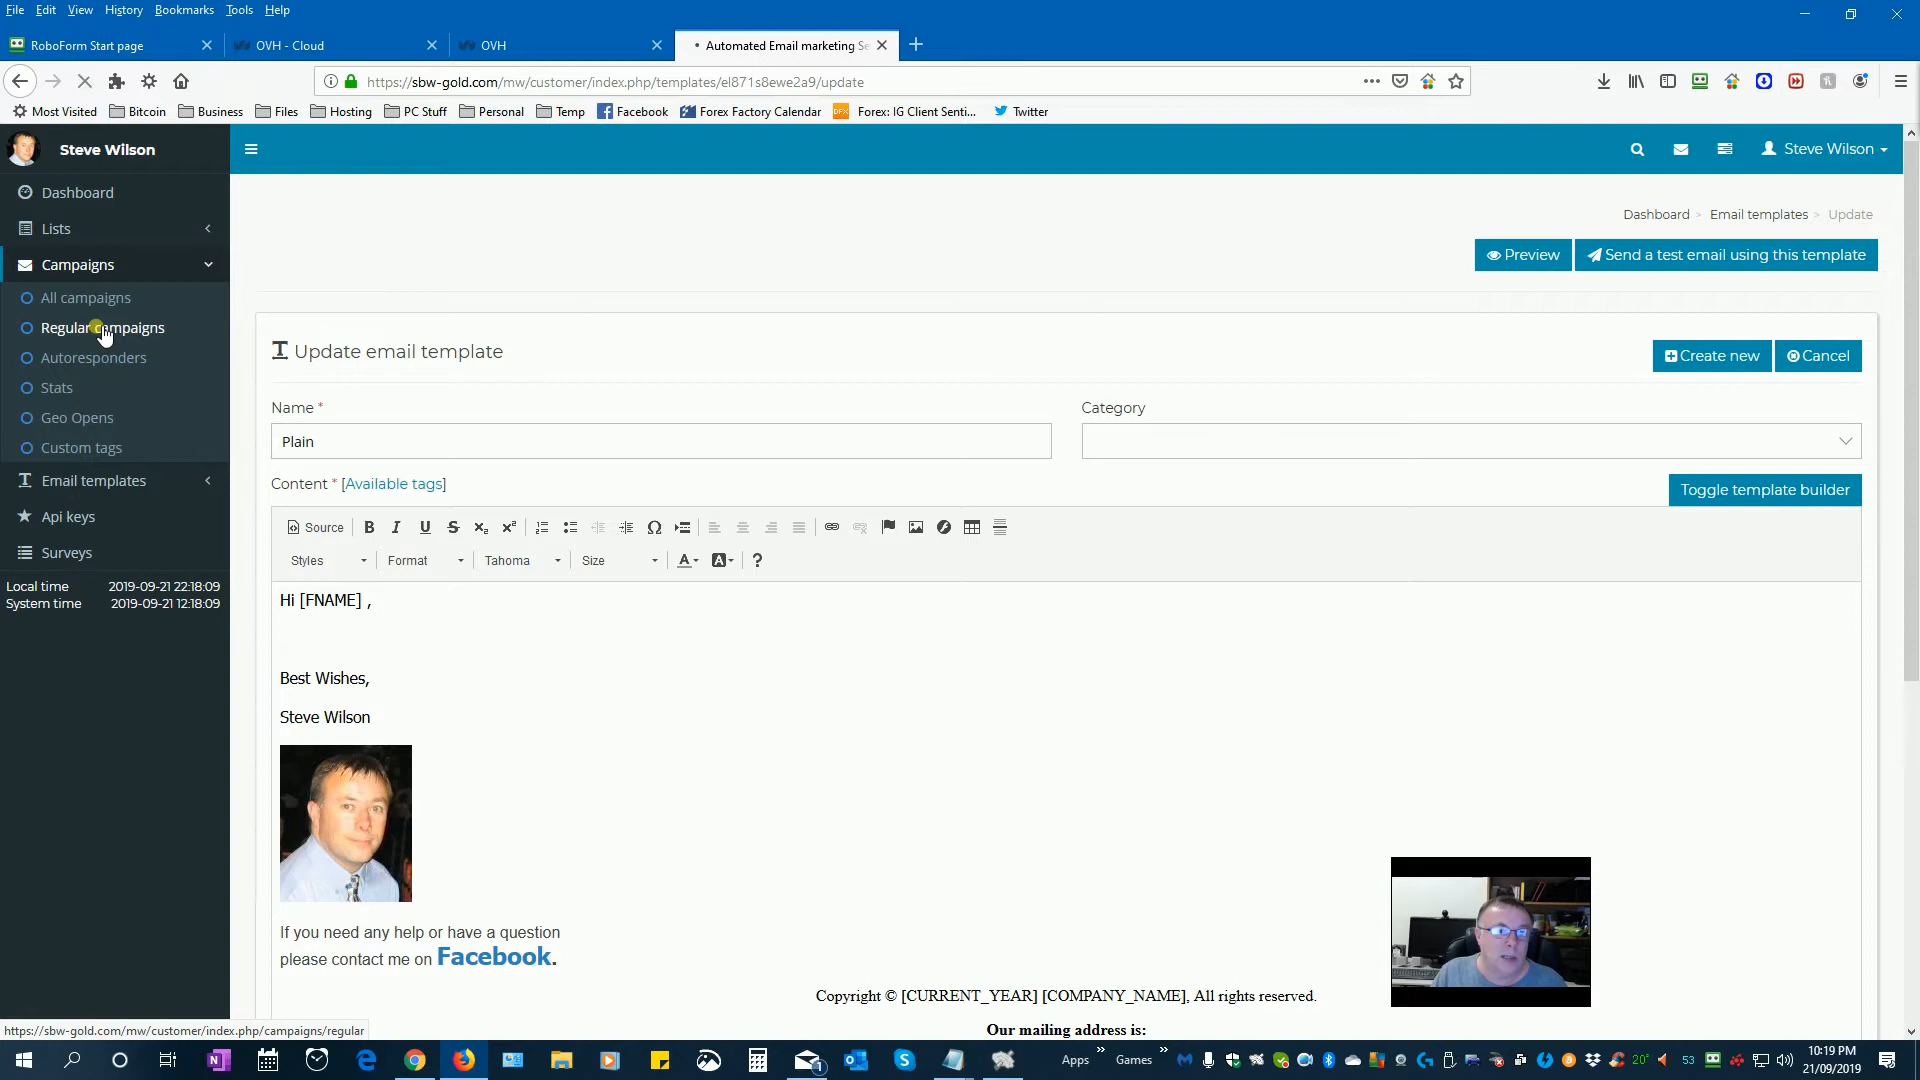 File Edit View History Bookmarks Tools Help
RoboForm Start page
OVH - Cloud
OVH
Automated Email marketing Se
https://sbw-gold.com/mw/customer/index.php/templates/el871s8ewe2a9/update
Most Visited Bitcoin Business Files Hosting PC Stuff Personal Temp Facebook Forex Factory Calendar DFX Forex: IG Client Senti... Twitter
Steve Wilson
Steve Wilson
Dashboard
Lists
Campaigns
All campaigns
Regular campaigns
Autoresponders
Stats
Geo Opens
Custom tags
Email templates
Api keys
Surveys
Local time 2019-09-21 22:18:09
System time 2019-09-21 12:18:09
Dashboard > Email templates > Update
Preview Send a test email using this template
Update email template
Create new Cancel
Name * Category
Plain
Content * [Available tags]
Toggle template builder
Source B I U S x₂ x²
Styles Format Tahoma Size A A ?
Hi [FNAME] ,
Best Wishes,
Steve Wilson
If you need any help or have a question
please contact me on Facebook.
Copyright © [CURRENT_YEAR] [COMPANY_NAME], All rights reserved.
Our mailing address is:
https://sbw-gold.com/mw/customer/index.php/campaigns/regular
Apps » Games » 20° 53 10:19 PM
21/09/2019